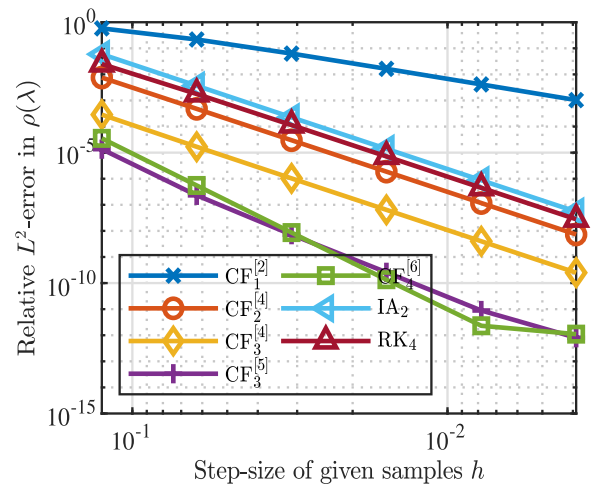 10^0
10^-5
10^-10
10^-15
Relative L^2-error in ρ(λ)
CF_1^[2]
CF_2^[4]
CF_3^[4]
CF_3^[5]
CF_4^[6]
IA_2
RK_4
10^-1
10^-2
Step-size of given samples h